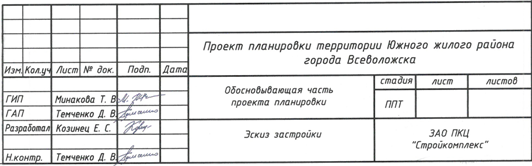 Проект планировки территории Южного жилого района
города Всеволожска
Изм. Кол.уч Лист № док. Подп. Дата
Обосновывающая часть
проекта планировки
стадия лист листов
ГИП Минакова Т. В.
ППТ
ГАП Темченко Д. В.
Разработал Козинец Е. С.
Эскиз застройки
ЗАО ПКЦ
"Стройкомплекс"
Н.контр. Темченко Д. В.